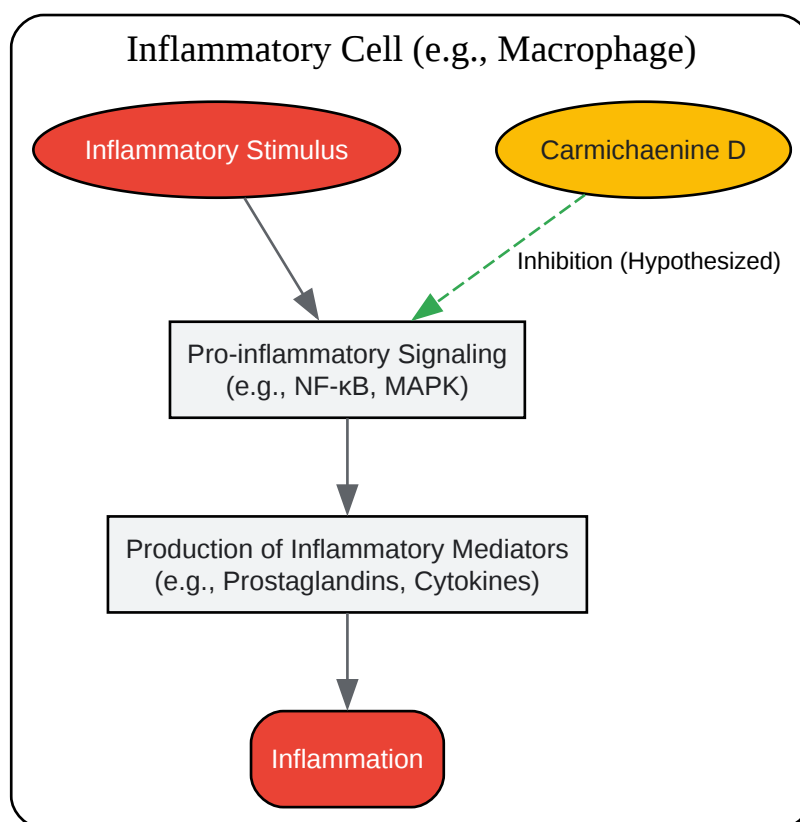 Inflammatory Cell (e.g., Macrophage)
Inflammatory Stimulus
Carmichaenine D
Inhibition (Hypothesized)
Pro-inflammatory Signaling
(e.g., NF-κB, MAPK)
Production of Inflammatory Mediators
(e.g., Prostaglandins, Cytokines)
Inflammation